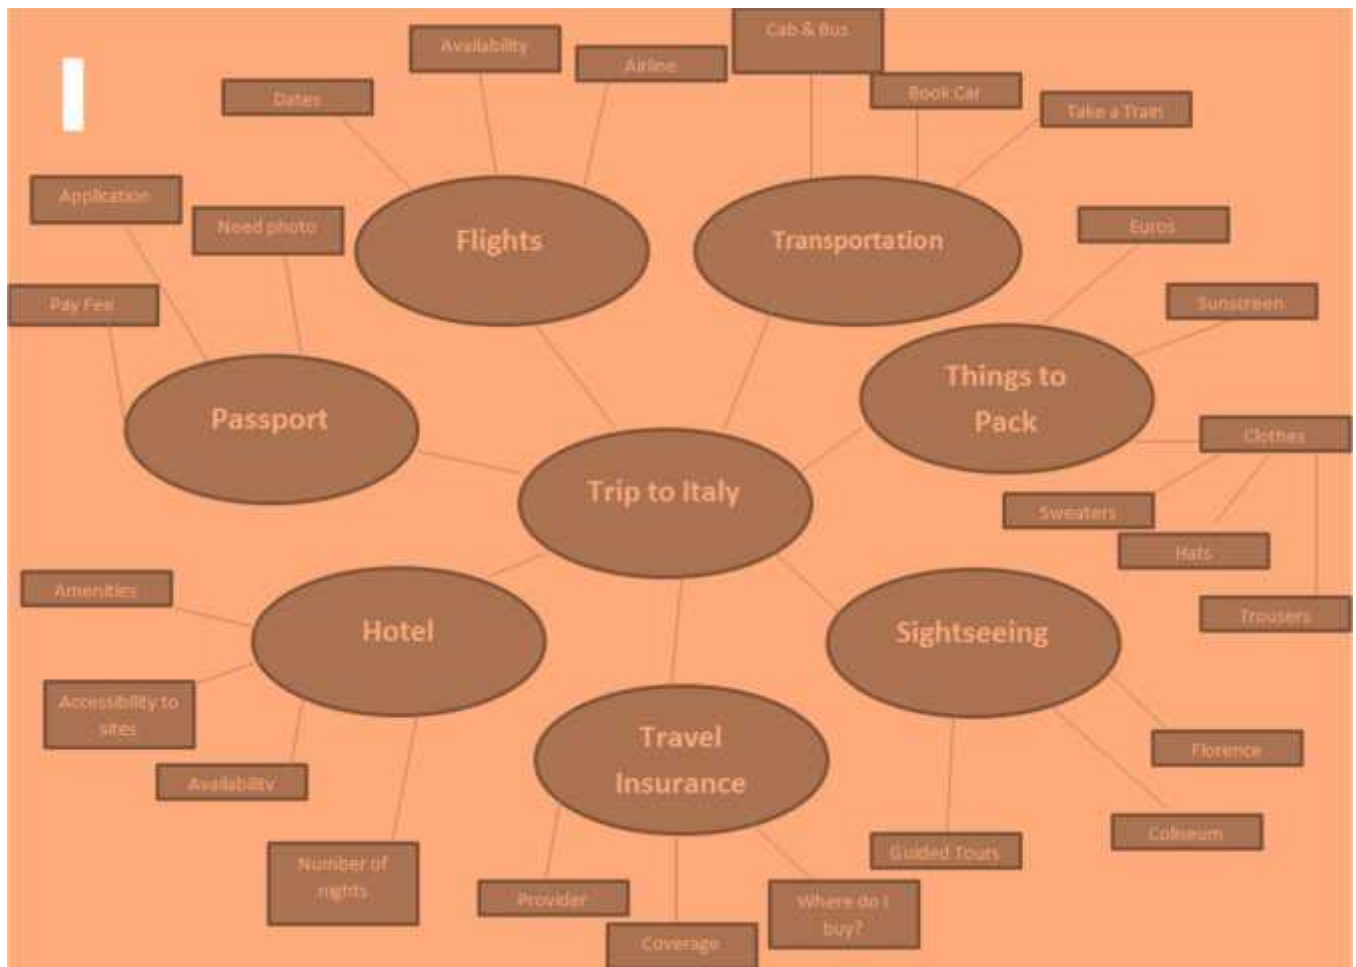 Cab & Bus
Availability
Airline
Dates
Book Car
Take a Train
Application
Need photo
Flights
Transportation
Euros
Pay Fee
Sunscreen
Things to
Pack
Passport
Clothes
Trip to Italy
Sweaters
Hats
Amenities
Hotel
Sightseeing
Trousers
Accessibility to
sites
Travel
Insurance
Florence
Availability
Coliseum
Guided Tours
Number of
nights
Provider
Where do I
buy?
Coverage